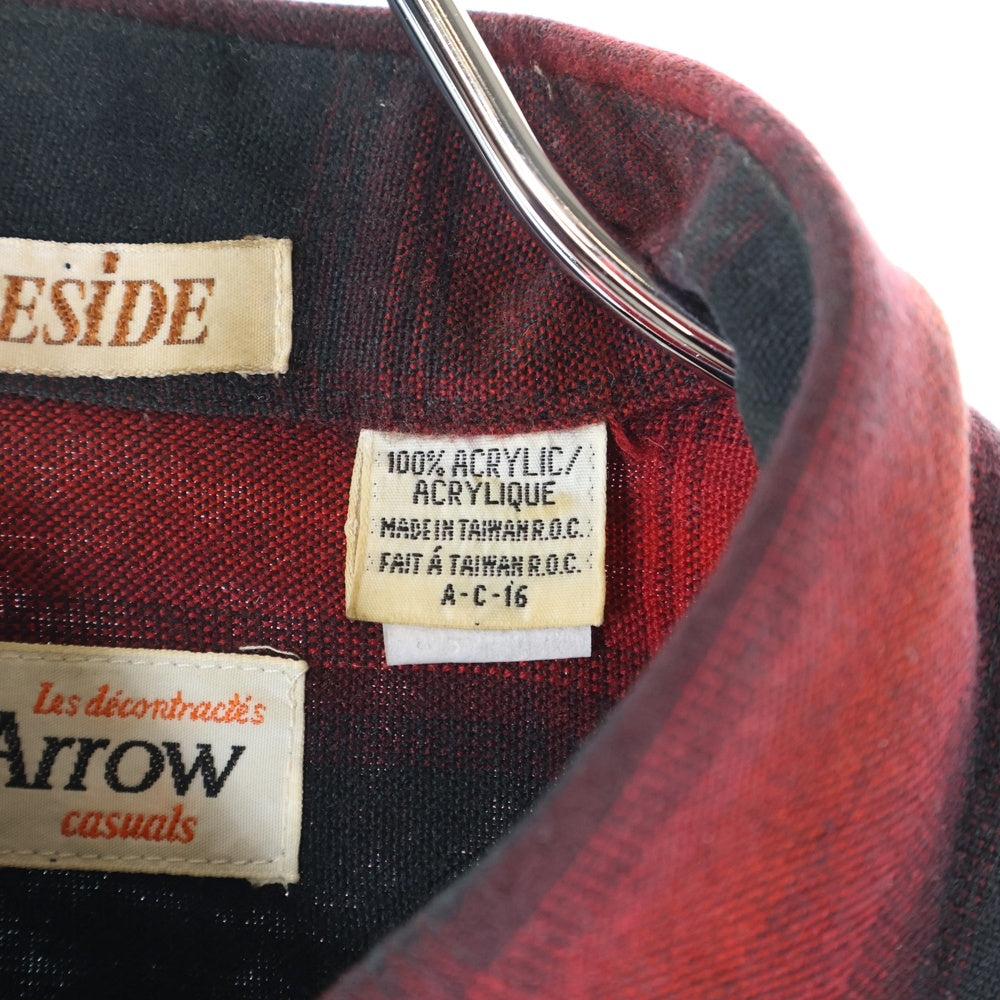 ESIDE
100% ACRYLIC/
ACRYLIQUE
MADE IN TAIWAN R.O.C.
FAIT Á TAIWAN R.O.C.
A-C-16
Les décontractés
Arrow
casuals